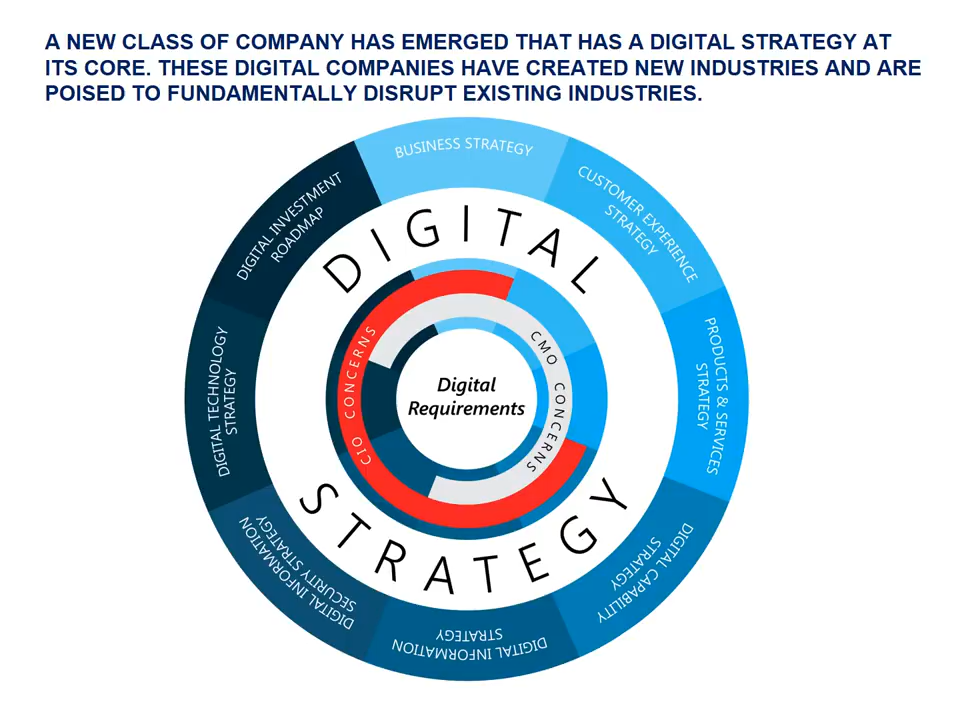 A NEW CLASS OF COMPANY HAS EMERGED THAT HAS A DIGITAL STRATEGY AT
ITS CORE. THESE DIGITAL COMPANIES HAVE CREATED NEW INDUSTRIES AND ARE
POISED TO FUNDAMENTALLY DISRUPT EXISTING INDUSTRIES.
BUSINESS STRATEGY
CUSTOMER EXPERIENCE
STRATEGY
PRODUCTS & SERVICES
STRATEGY
DIGITAL CAPABILITY
STRATEGY
DIGITAL INFORMATION
STRATEGY
DIGITAL INFORMATION
SECURITY STRATEGY
DIGITAL TECHNOLOGY
STRATEGY
DIGITAL INVESTMENT
ROADMAP
DIGITAL
STRATEGY
CIO CONCERNS
CMO CONCERNS
Digital
Requirements